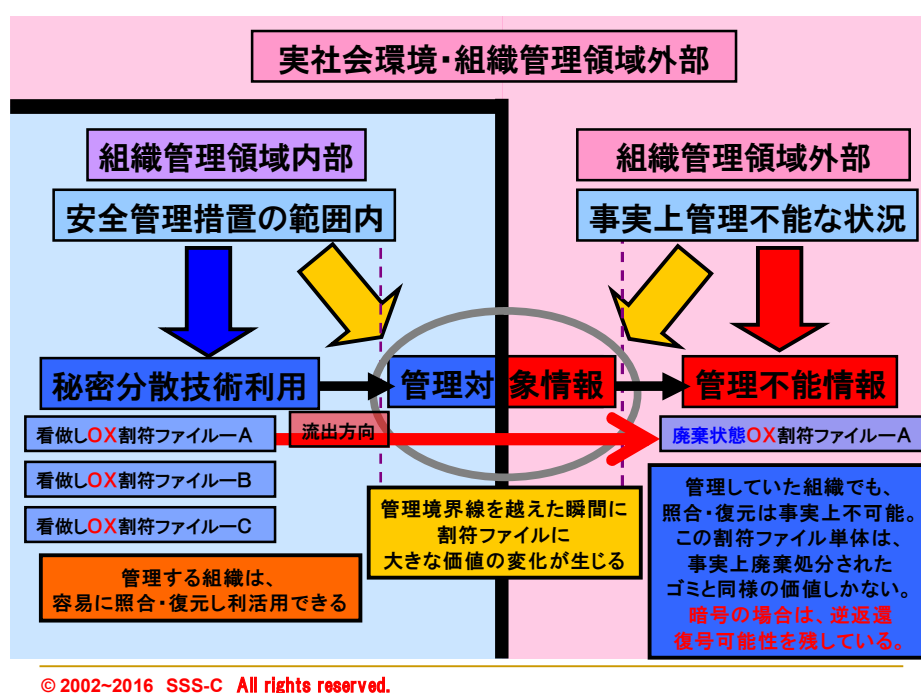 実社会環境・組織管理領域外部
組織管理領域内部
組織管理領域外部
安全管理措置の範囲内
事実上管理不能な状況
秘密分散技術利用
管理対象情報
管理不能情報
看做しOX割符ファイルーA
流出方向
廃棄状態OX割符ファイルーA
看做しOX割符ファイルーB
看做しOX割符ファイルーC
管理境界線を越えた瞬間に
割符ファイルに
大きな価値の変化が生じる
管理していた組織でも、
照合・復元は事実上不可能。
この割符ファイル単体は、
事実上廃棄処分された
ゴミと同様の価値しかない。
暗号の場合は、逆返還
復号可能性を残している。
管理する組織は、
容易に照合・復元し利活用できる
© 2002~2016 SSS-C All rights reserved.